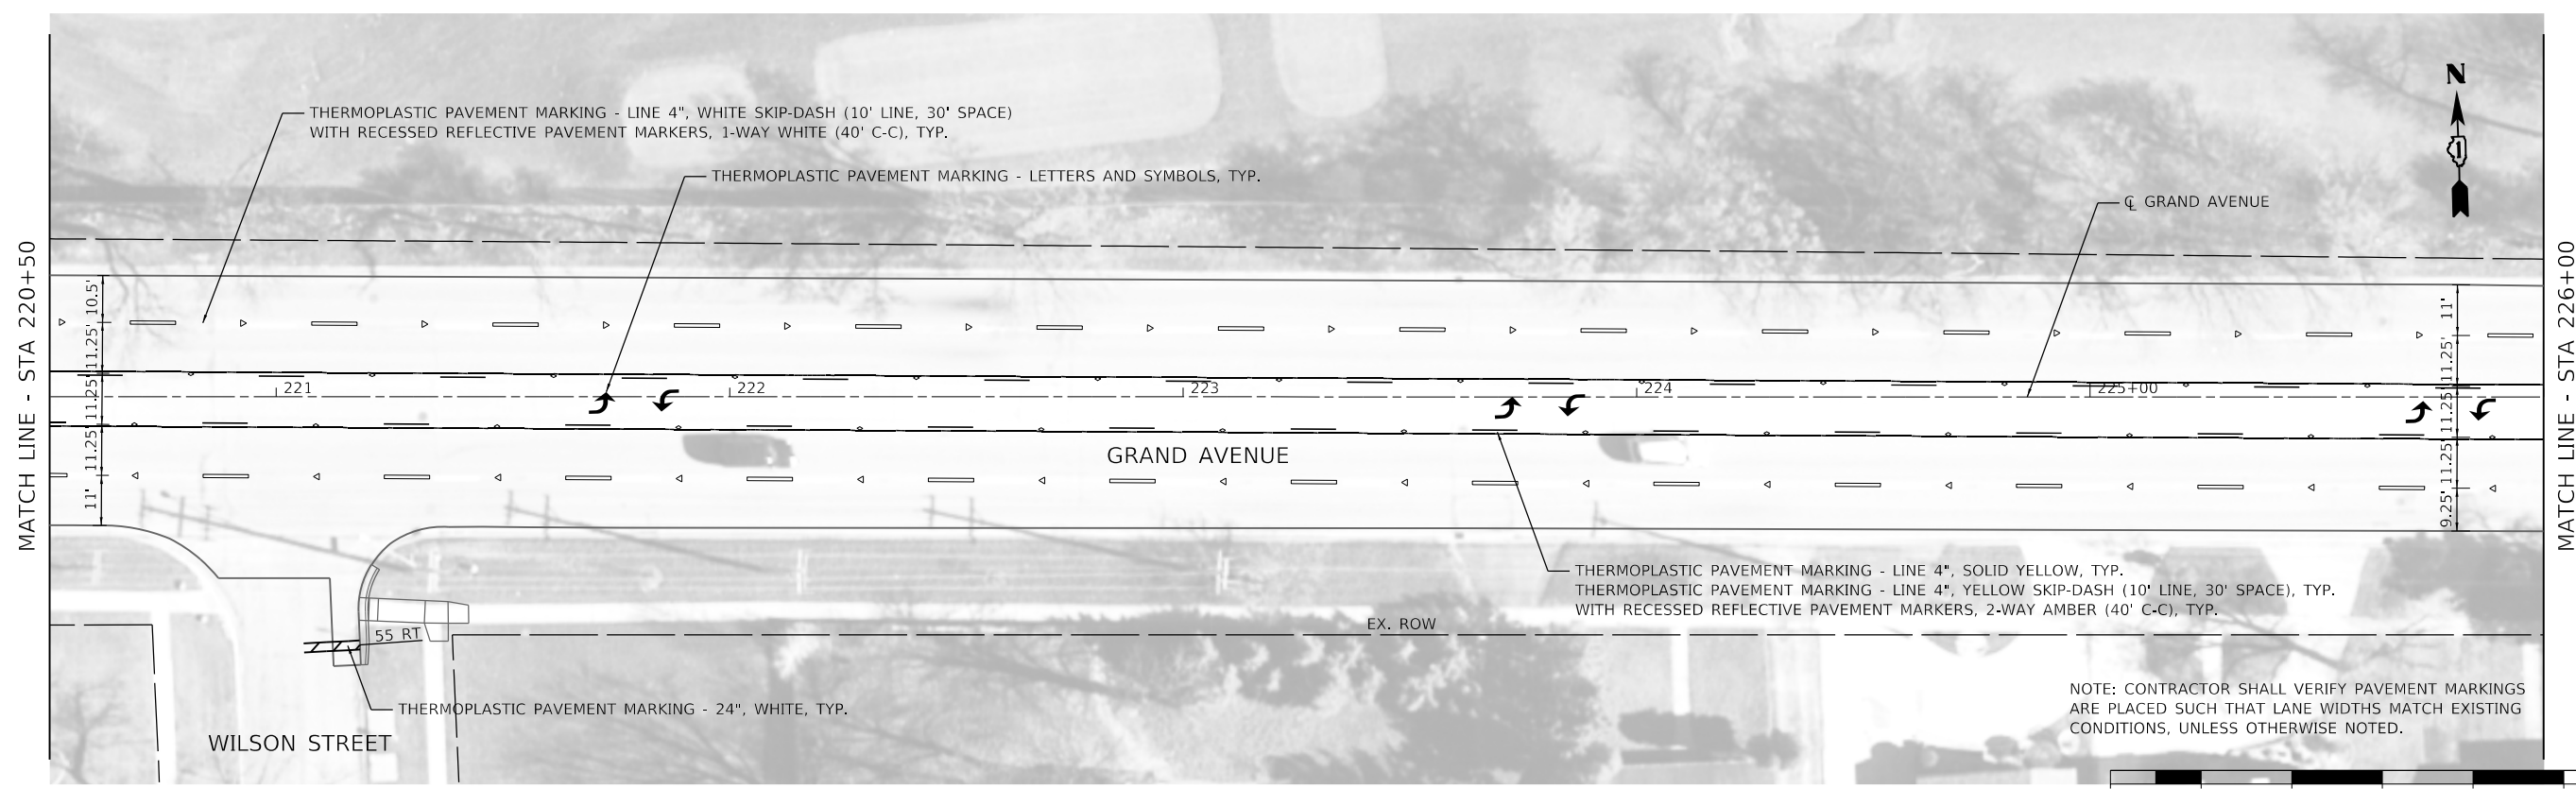 N
THERMOPLASTIC PAVEMENT MARKING - LINE 4", WHITE SKIP-DASH (10' LINE, 30' SPACE)
WITH RECESSED REFLECTIVE PAVEMENT MARKERS, 1-WAY WHITE (40' C-C), TYP.
THERMOPLASTIC PAVEMENT MARKING - LETTERS AND SYMBOLS, TYP.
℄ GRAND AVENUE
MATCH LINE - STA 220+50
10.5'
11.25'
11.25'
11.25'
11'
221
222
223
224
225+00
11'
11.25'
11.25'
11.25'
9.25'
MATCH LINE - STA 226+00
GRAND AVENUE
THERMOPLASTIC PAVEMENT MARKING - LINE 4", SOLID YELLOW, TYP.
THERMOPLASTIC PAVEMENT MARKING - LINE 4", YELLOW SKIP-DASH (10' LINE, 30' SPACE), TYP.
WITH RECESSED REFLECTIVE PAVEMENT MARKERS, 2-WAY AMBER (40' C-C), TYP.
EX. ROW
55 RT
THERMOPLASTIC PAVEMENT MARKING - 24", WHITE, TYP.
WILSON STREET
NOTE: CONTRACTOR SHALL VERIFY PAVEMENT MARKINGS
ARE PLACED SUCH THAT LANE WIDTHS MATCH EXISTING
CONDITIONS, UNLESS OTHERWISE NOTED.